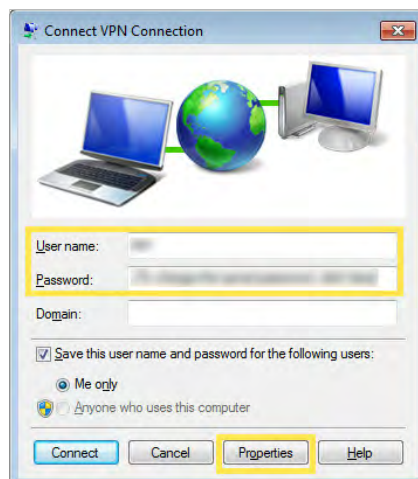 Connect VPN Connection
User name:
Password:
Domain:
Save this user name and password for the following users:
Me only
Anyone who uses this computer
Connect Cancel Properties Help